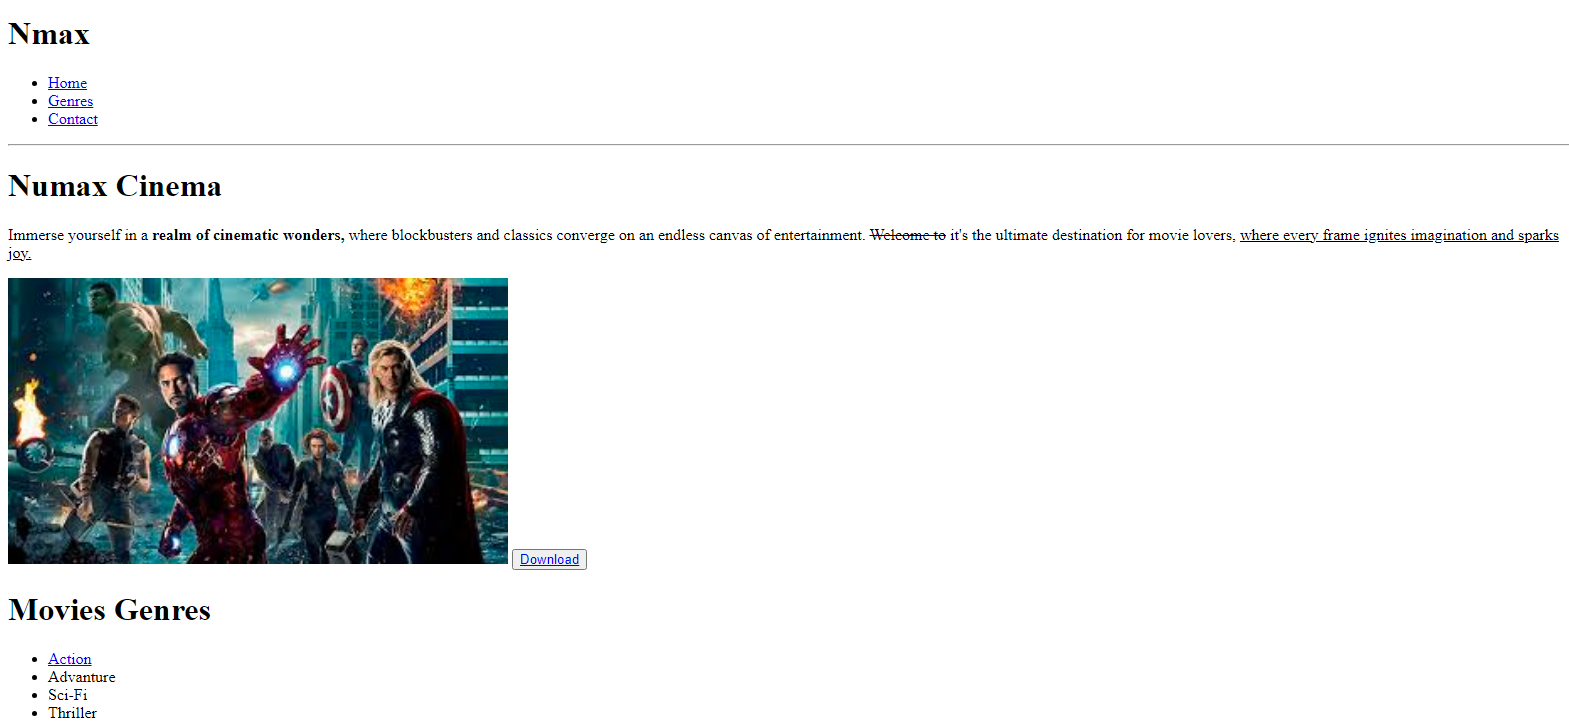 Nmax
Home
Genres
Contact
Numax Cinema
Immerse yourself in a realm of cinematic wonders, where blockbusters and classics converge on an endless canvas of entertainment. Welcome to it's the ultimate destination for movie lovers, where every frame ignites imagination and sparks
joy.
Download
Movies Genres
Action
Advanture
Sci-Fi
Thriller